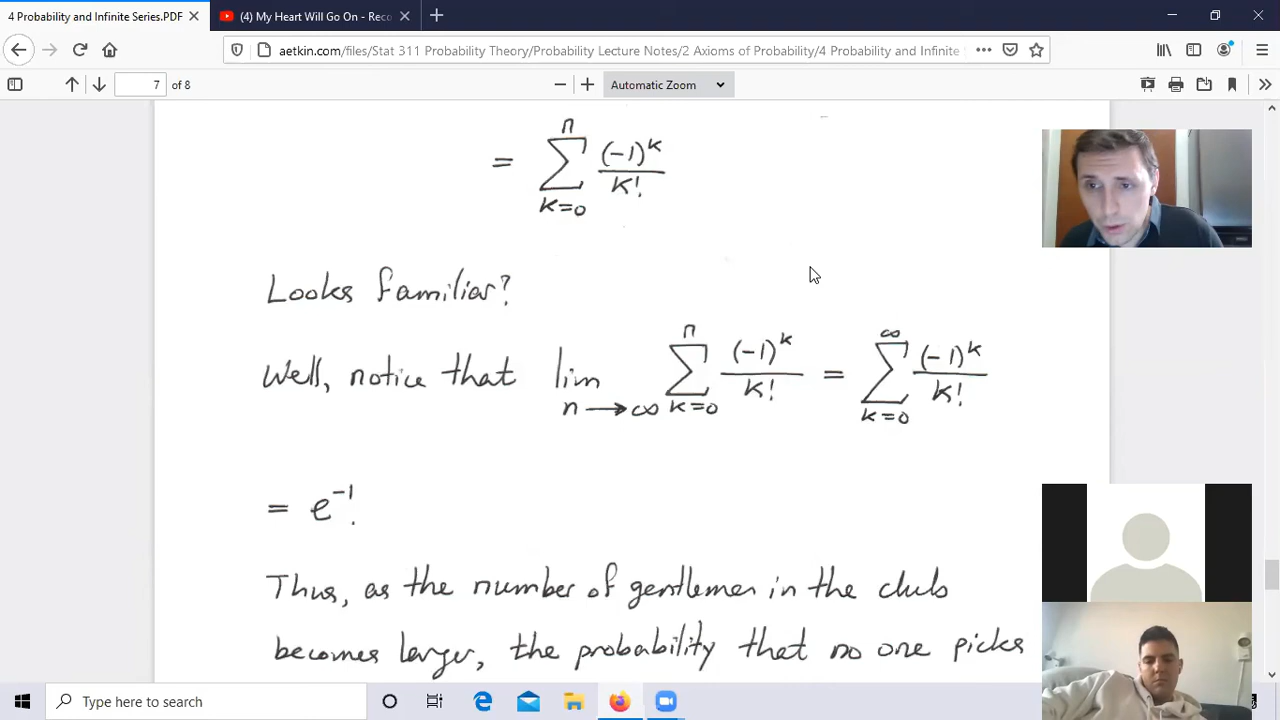 4 Probability and Infinite Series.PDF
(4) My Heart Will Go On - Reco
aetkin.com/files/Stat 311 Probability Theory/Probability Lecture Notes/2 Axioms of Probability/4 Probability and Infinite
7 of 8
Automatic Zoom
= ∑_{k=0}^{n} (-1)^k / k!
Looks familiar?
Well, notice that lim_{n→∞} ∑_{k=0}^{n} (-1)^k / k! = ∑_{k=0}^{∞} (-1)^k / k!
= e^{-1}!
Thus, as the number of gentlemen in the club
becomes larger, the probability that no one picks
Type here to search